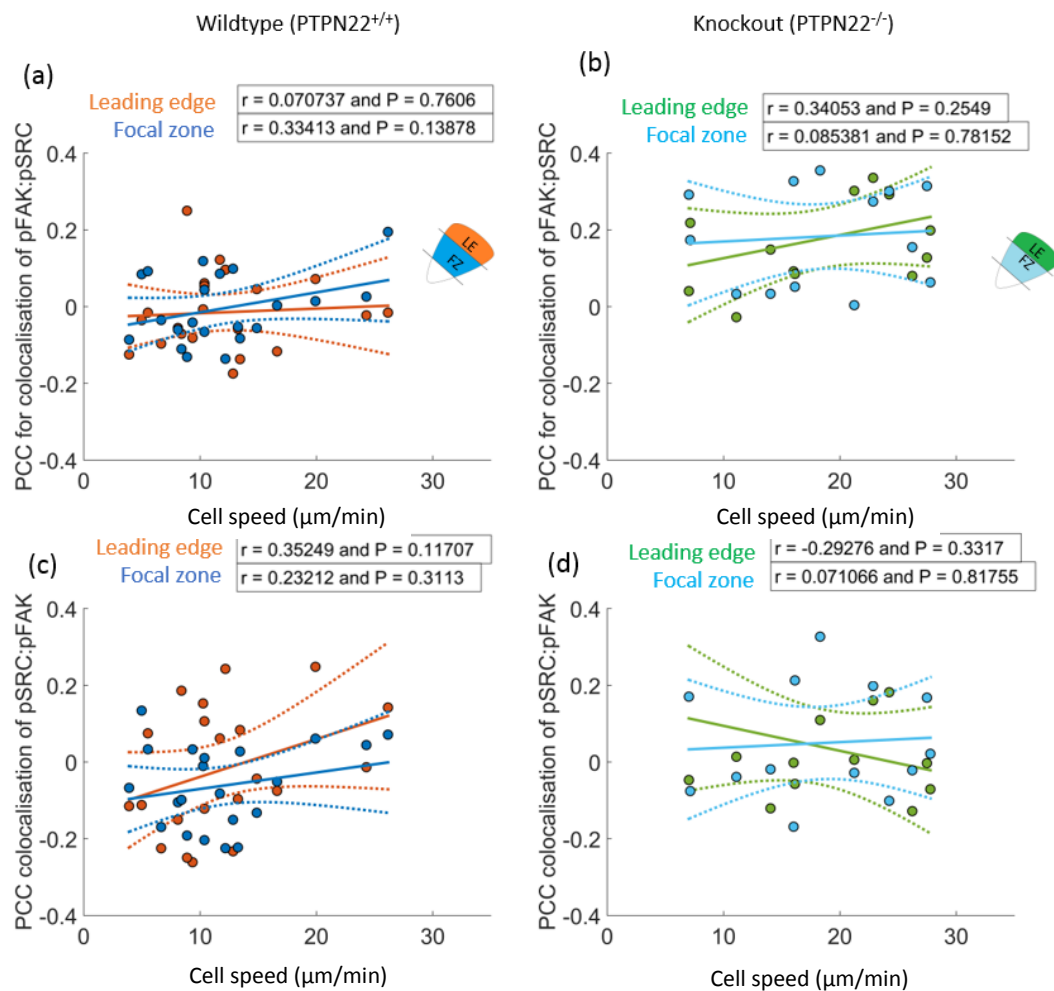 Wildtype (PTPN22+/+)
Knockout (PTPN22-/-)
(a)
Leading edge
r = 0.070737 and P = 0.7606
Focal zone
r = 0.33413 and P = 0.13878
PCC for colocalisation of pFAK:pSRC
0.4
0.2
0
-0.2
-0.4
0
10
20
30
Cell speed (μm/min)
LE
FZ
(b)
Leading edge
r = 0.34053 and P = 0.2549
Focal zone
r = 0.085381 and P = 0.78152
PCC for colocalisation of pFAK:pSRC
0.4
0.2
0
-0.2
-0.4
0
10
20
30
Cell speed (μm/min)
LE
FZ
(c)
Leading edge
r = 0.35249 and P = 0.11707
Focal zone
r = 0.23212 and P = 0.3113
PCC colocalisation of pSRC:pFAK
0.4
0.2
0
-0.2
-0.4
0
10
20
30
Cell speed (μm/min)
(d)
Leading edge
r = -0.29276 and P = 0.3317
Focal zone
r = 0.071066 and P = 0.81755
PCC colocalisation of pSRC:pFAK
0.4
0.2
0
-0.2
-0.4
0
10
20
30
Cell speed (μm/min)